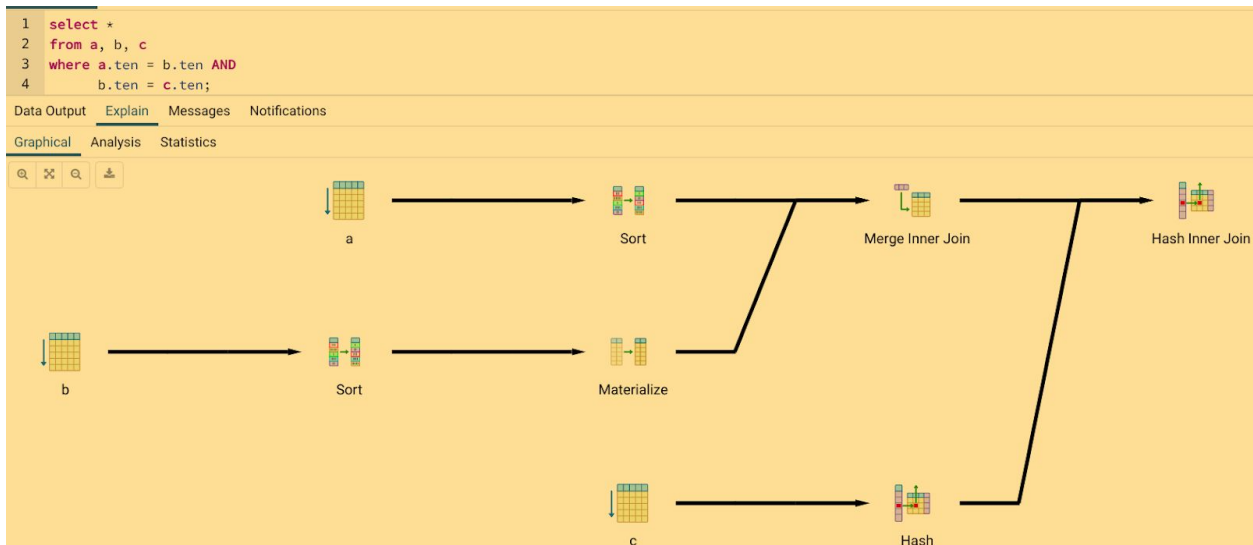 1 select *
2 from a, b, c
3 where a.ten = b.ten AND
4 b.ten = c.ten;
Data Output Explain Messages Notifications
Graphical Analysis Statistics
a Sort Merge Inner Join Hash Inner Join
b Sort Materialize
c Hash